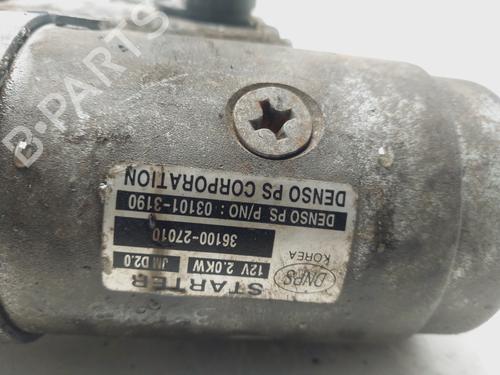 STARTER
DNPS
KOREA
12V 2.0KW JM D2.0
36100-27010
DENSO PS P/NO : 03101-3190
DENSO PS CORPORATION
B-PARTS